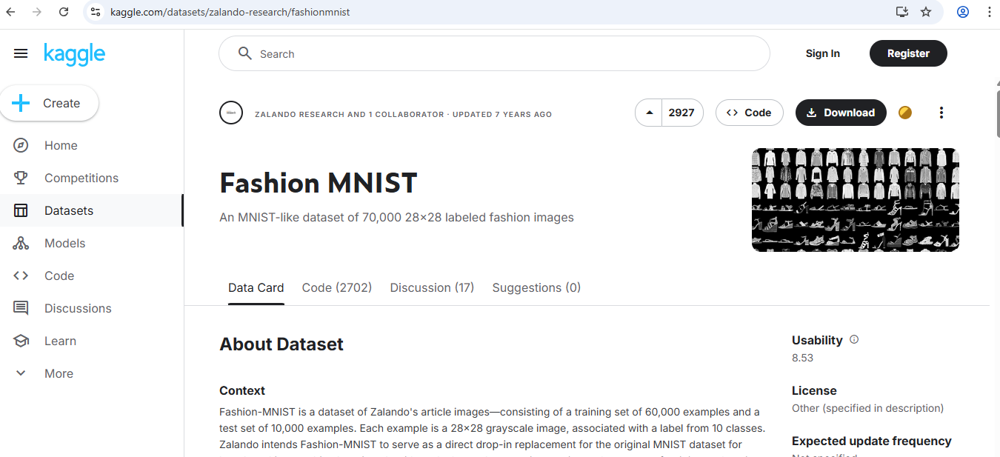 kaggle.com/datasets/zalando-research/fashionmnist
kaggle
Search
Sign In
Register
Create
Home
Competitions
Datasets
Models
Code
Discussions
Learn
More
ZALANDO RESEARCH AND 1 COLLABORATOR · UPDATED 7 YEARS AGO
2927
Code
Download
Fashion MNIST
An MNIST-like dataset of 70,000 28×28 labeled fashion images
Data Card
Code (2702)
Discussion (17)
Suggestions (0)
About Dataset
Context
Fashion-MNIST is a dataset of Zalando's article images—consisting of a training set of 60,000 examples and a
test set of 10,000 examples. Each example is a 28×28 grayscale image, associated with a label from 10 classes.
Zalando intends Fashion-MNIST to serve as a direct drop-in replacement for the original MNIST dataset for
Usability
8.53
License
Other (specified in description)
Expected update frequency